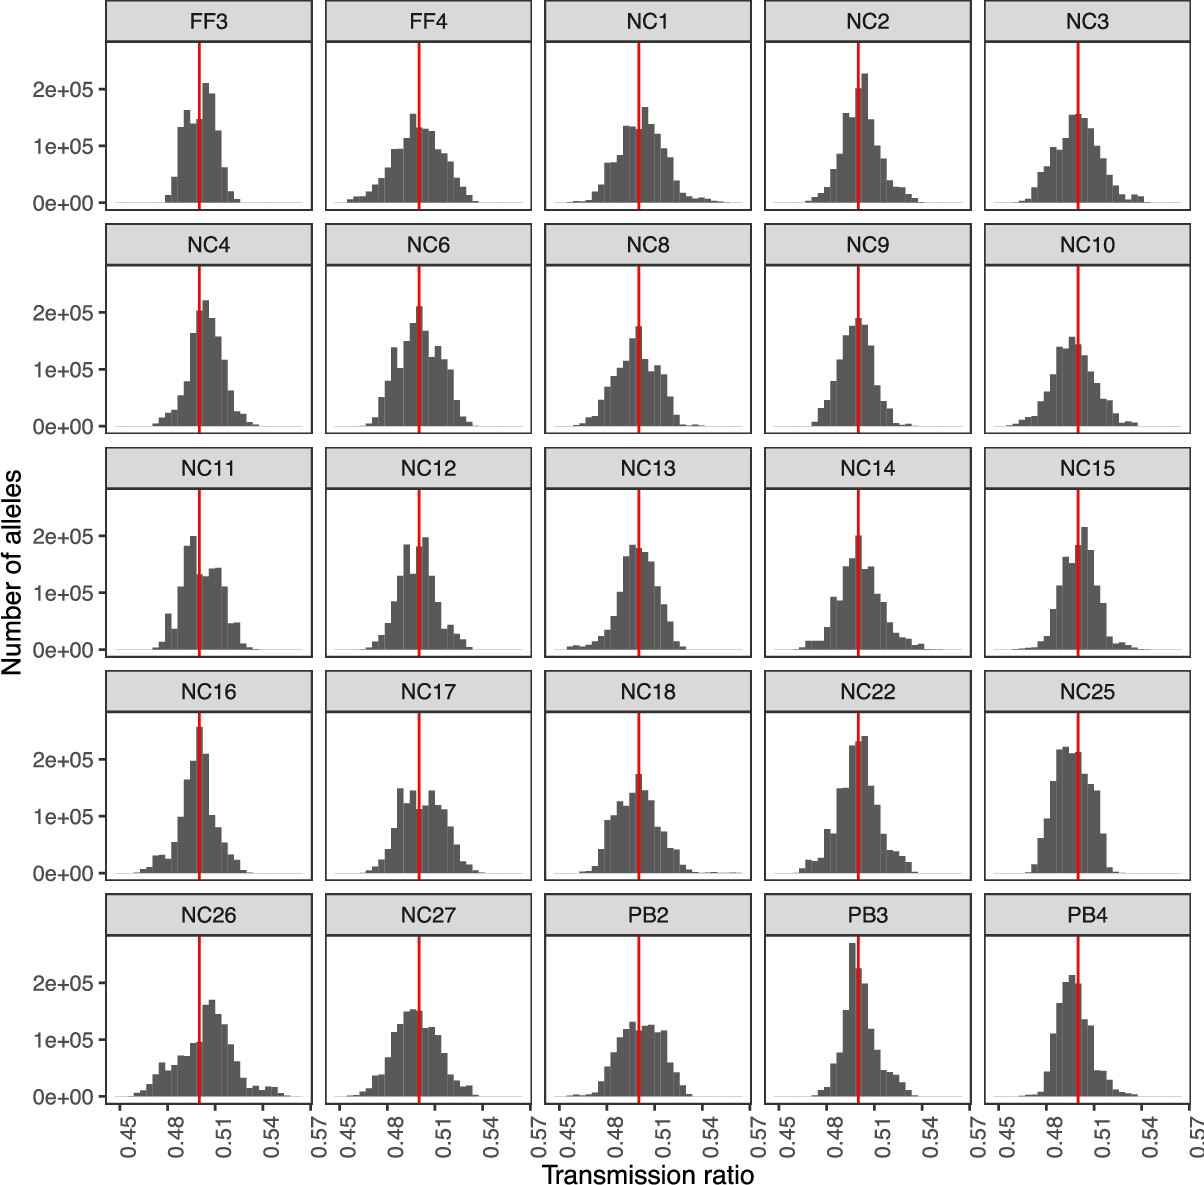 FF3 FF4 NC1 NC2 NC3
2e+05
1e+05
0e+00
NC4 NC6 NC8 NC9 NC10
2e+05
1e+05
0e+00
NC11 NC12 NC13 NC14 NC15
2e+05
1e+05
0e+00
Number of alleles
NC16 NC17 NC18 NC22 NC25
2e+05
1e+05
0e+00
NC26 NC27 PB2 PB3 PB4
2e+05
1e+05
0e+00
0.45 0.48 0.51 0.54 0.57 0.45 0.48 0.51 0.54 0.57 0.45 0.48 0.51 0.54 0.57 0.45 0.48 0.51 0.54 0.57 0.45 0.48 0.51 0.54 0.57
Transmission ratio